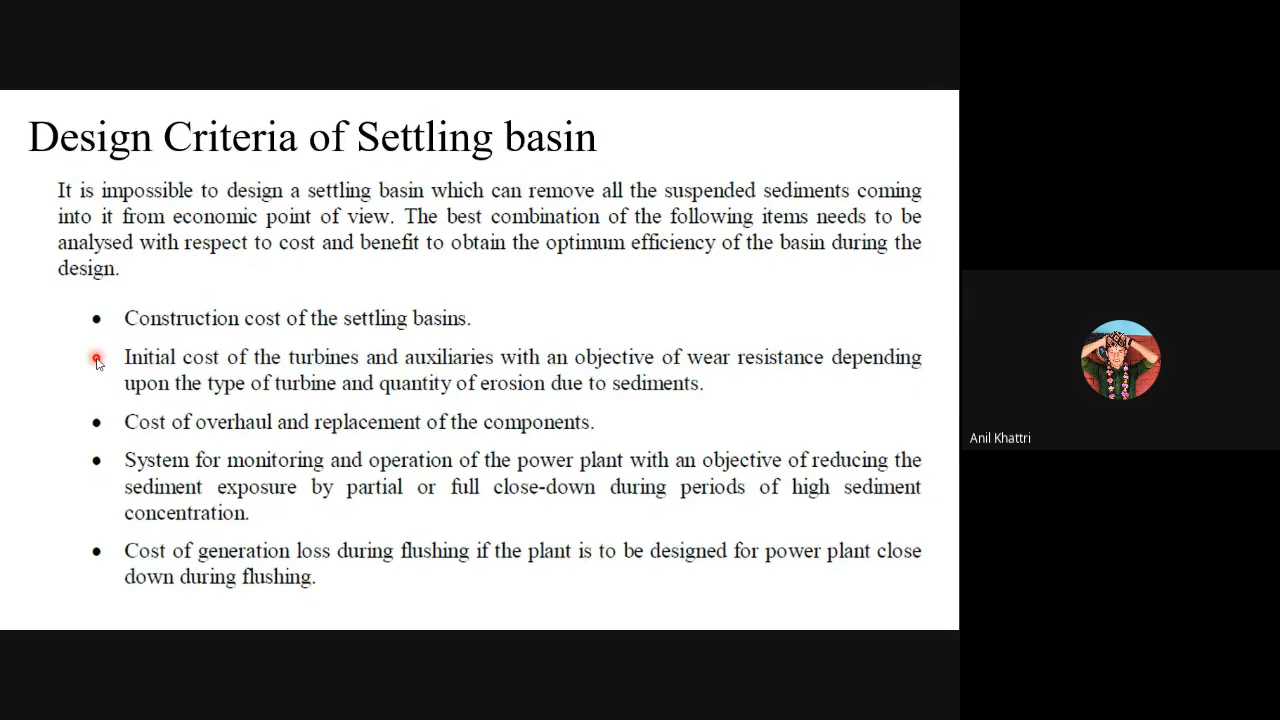 Design Criteria of Settling basin
It is impossible to design a settling basin which can remove all the suspended sediments coming
into it from economic point of view. The best combination of the following items needs to be
analysed with respect to cost and benefit to obtain the optimum efficiency of the basin during the
design.
• Construction cost of the settling basins.
• Initial cost of the turbines and auxiliaries with an objective of wear resistance depending
upon the type of turbine and quantity of erosion due to sediments.
• Cost of overhaul and replacement of the components.
• System for monitoring and operation of the power plant with an objective of reducing the
sediment exposure by partial or full close-down during periods of high sediment
concentration.
• Cost of generation loss during flushing if the plant is to be designed for power plant close
down during flushing.
Anil Khattri